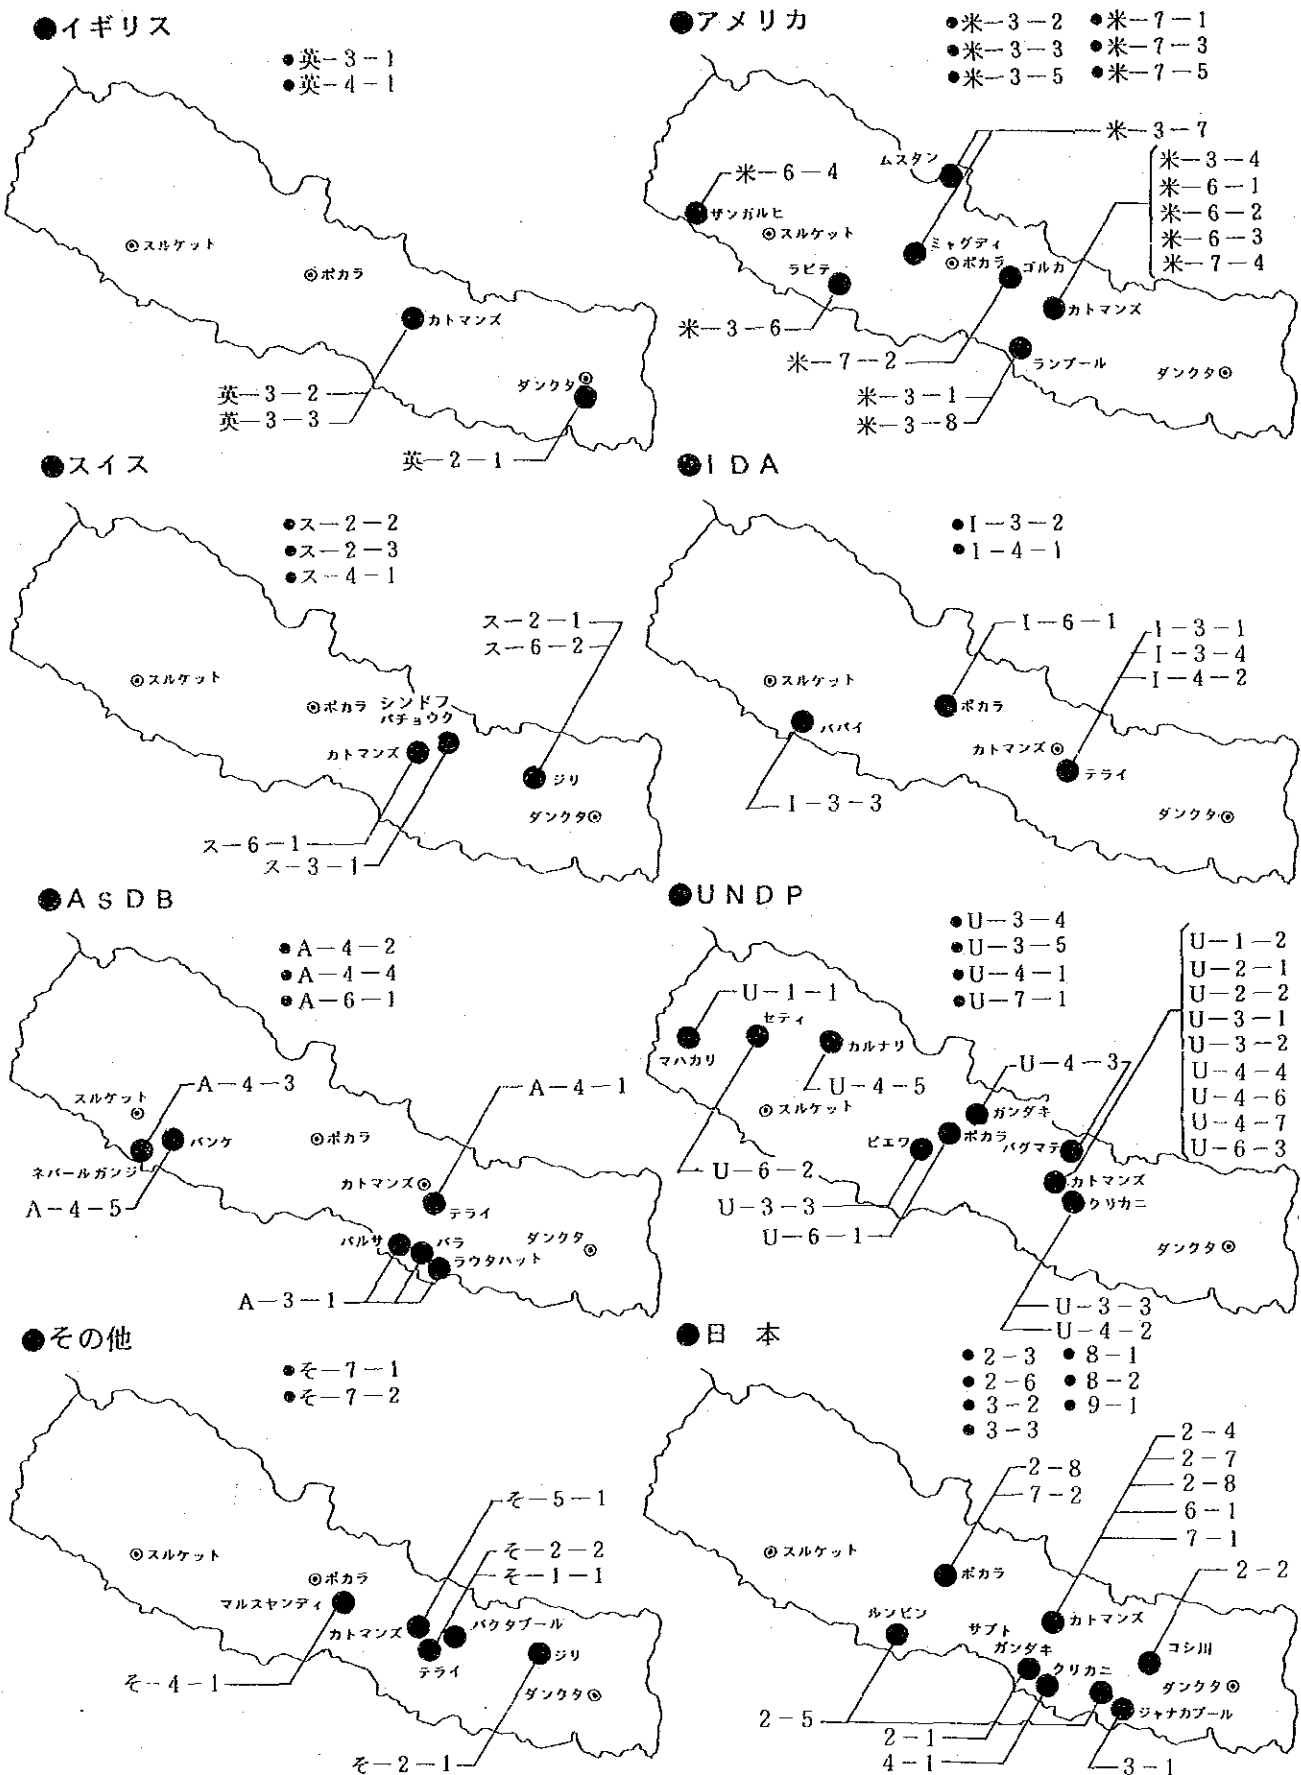 ●イギリス
●英-3-1
●英-4-1
スルケット
ポカラ
カトマンズ
ダンクタ
英-3-2
英-3-3
英-2-1
●アメリカ
●米-3-2 ●米-7-1
●米-3-3 ●米-7-3
●米-3-5 ●米-7-5
米-3-7
ムスタン
米-3-4
米-6-1
米-6-2
米-6-3
米-7-4
米-6-4
ザンガルヒ
スルケット
ミャグディ
ポカラ
ゴルカ
ラピテ
カトマンズ
米-3-6
米-7-2
ランプール
ダンクタ
米-3-1
米-3-8
●スイス
●ス-2-2
●ス-2-3
●ス-4-1
ス-2-1
ス-6-2
スルケット
ポカラ
シンドフ
パチョウク
カトマンズ
ジリ
ダンクタ
ス-6-1
ス-3-1
●IDA
●I-3-2
●I-4-1
I-6-1
I-3-1
I-3-4
I-4-2
スルケット
ポカラ
ババイ
カトマンズ
テライ
I-3-3
ダンクタ
●AsDB
●A-4-2
●A-4-4
●A-6-1
A-4-3
A-4-1
スルケット
バンケ
ポカラ
ネパールガンジ
カトマンズ
A-4-5
テライ
パルサ
バラ
ラウタハット
ダンクタ
A-3-1
●UNDP
●U-3-4
●U-3-5
●U-4-1
●U-7-1
U-1-2
U-2-1
U-2-2
U-3-1
U-3-2
U-4-4
U-4-6
U-4-7
U-6-3
U-1-1
セティ
マハカリ
カルナリ
U-4-3
U-4-5
スルケット
ガンダキ
ピエワ
ポカラ
バグマテ
U-6-2
カトマンズ
U-3-3
クリカニ
U-6-1
ダンクタ
U-3-3
U-4-2
●その他
●そ-7-1
●そ-7-2
そ-5-1
そ-2-2
そ-1-1
スルケット
ポカラ
マルスヤンディ
カトマンズ
バクタプール
テライ
ジリ
そ-4-1
ダンクタ
そ-2-1
●日 本
●2-3 ●8-1
●2-6 ●8-2
●3-2 ●9-1
●3-3
2-4
2-7
2-8
6-1
7-1
2-8
7-2
2-2
スルケット
ポカラ
ルンビン
サプト
ガンダキ
カトマンズ
コシ川
クリカニ
ダンクタ
ジャナカプール
2-5
2-1
4-1
3-1